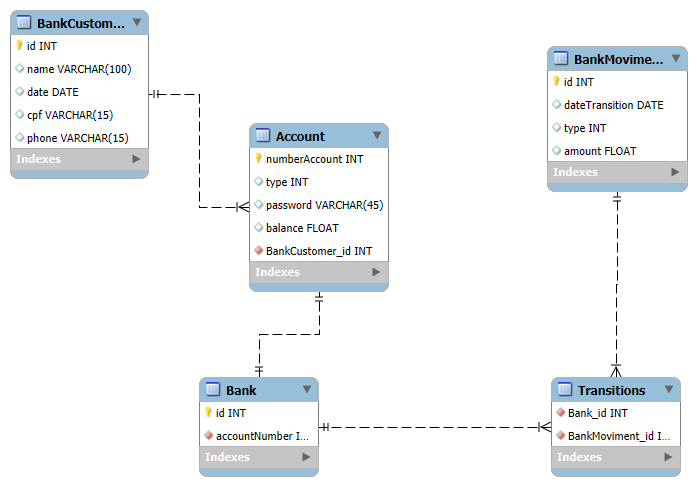 BankCustom...
id INT
name VARCHAR(100)
date DATE
cpf VARCHAR(15)
phone VARCHAR(15)
Indexes
Account
numberAccount INT
type INT
password VARCHAR(45)
balance FLOAT
BankCustomer_id INT
Indexes
BankMovime...
id INT
dateTransition DATE
type INT
amount FLOAT
Indexes
Bank
id INT
accountNumber I...
Indexes
Transitions
Bank_id INT
BankMoviment_id I...
Indexes